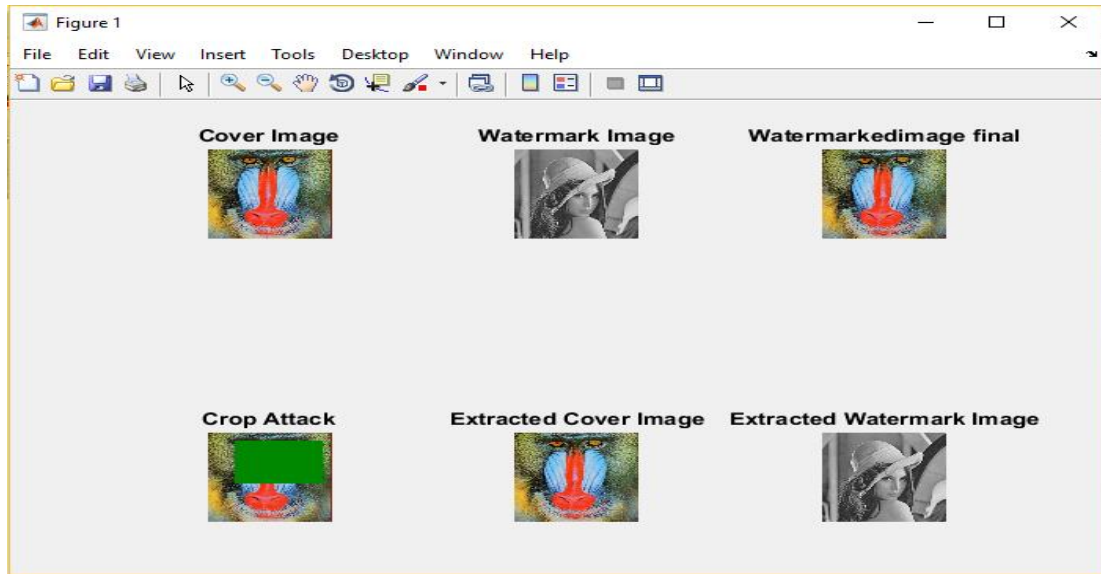 Figure 1
File Edit View Insert Tools Desktop Window Help
Cover Image Watermark Image Watermarkedimage final
Crop Attack Extracted Cover Image Extracted Watermark Image